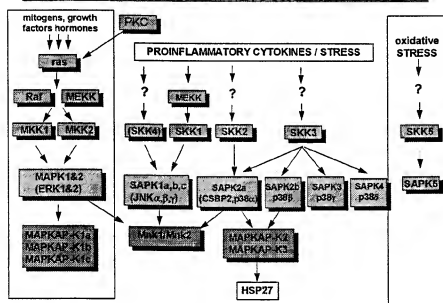 mitogens, growth
factors hormones
PKC
PROINFLAMMATORY CYTOKINES / STRESS
oxidative
STRESS
ras
? ? ? ? ?
Raf MEKK MEKK
MKK1 MKK2 (SKK4) SKK1 SKK2 SKK3 SKK5
MAPK1&2
(ERK1&2)
SAPK1a,b,c
(JNKα,β,γ)
SAPK2a
(CSBP2,p38α)
SAPK2b
p38β
SAPK3
p38γ
SAPK4
p38δ
SAPK5
MAPKAP-K1a
MAPKAP-K1b
MAPKAP-K1c
Mnk1/Mnk2
MAPKAP-K2
MAPKAP-K3
HSP27